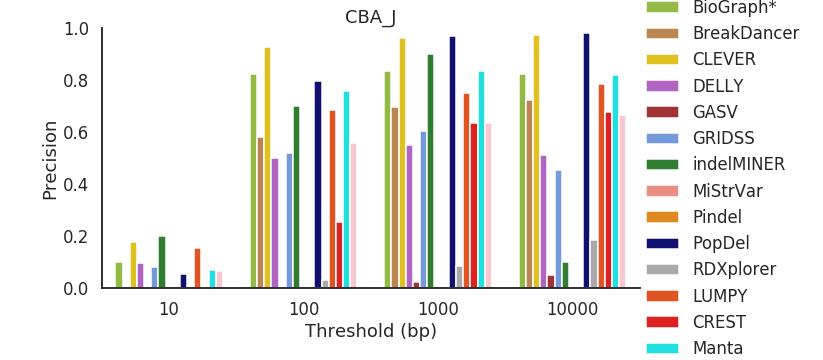 CBA_J
1.0
0.8
0.6
0.4
0.2
0.0
Precision
10
100
1000
10000
Threshold (bp)
BioGraph*
BreakDancer
CLEVER
DELLY
GASV
GRIDSS
indelMINER
MiStrVar
Pindel
PopDel
RDXplorer
LUMPY
CREST
Manta